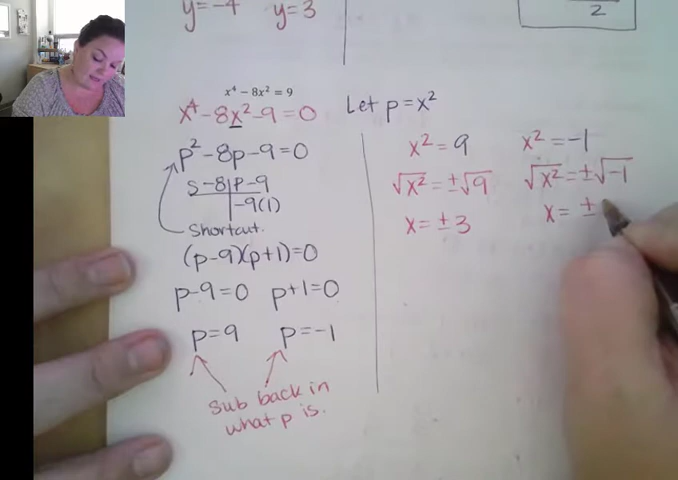 y=-4 y=3
2
x⁴ - 8x² = 9
x⁴-8x²-9=0 Let p=x²
p²-8p-9=0
S -8 | P -9
-9(1)
Shortcut.
(p-9)(p+1)=0
p-9=0 p+1=0
p=9 p=-1
sub back in
what p is.
x²=9 x²=-1
√x²=±√9 √x²=±√-1
x=±3 x=±